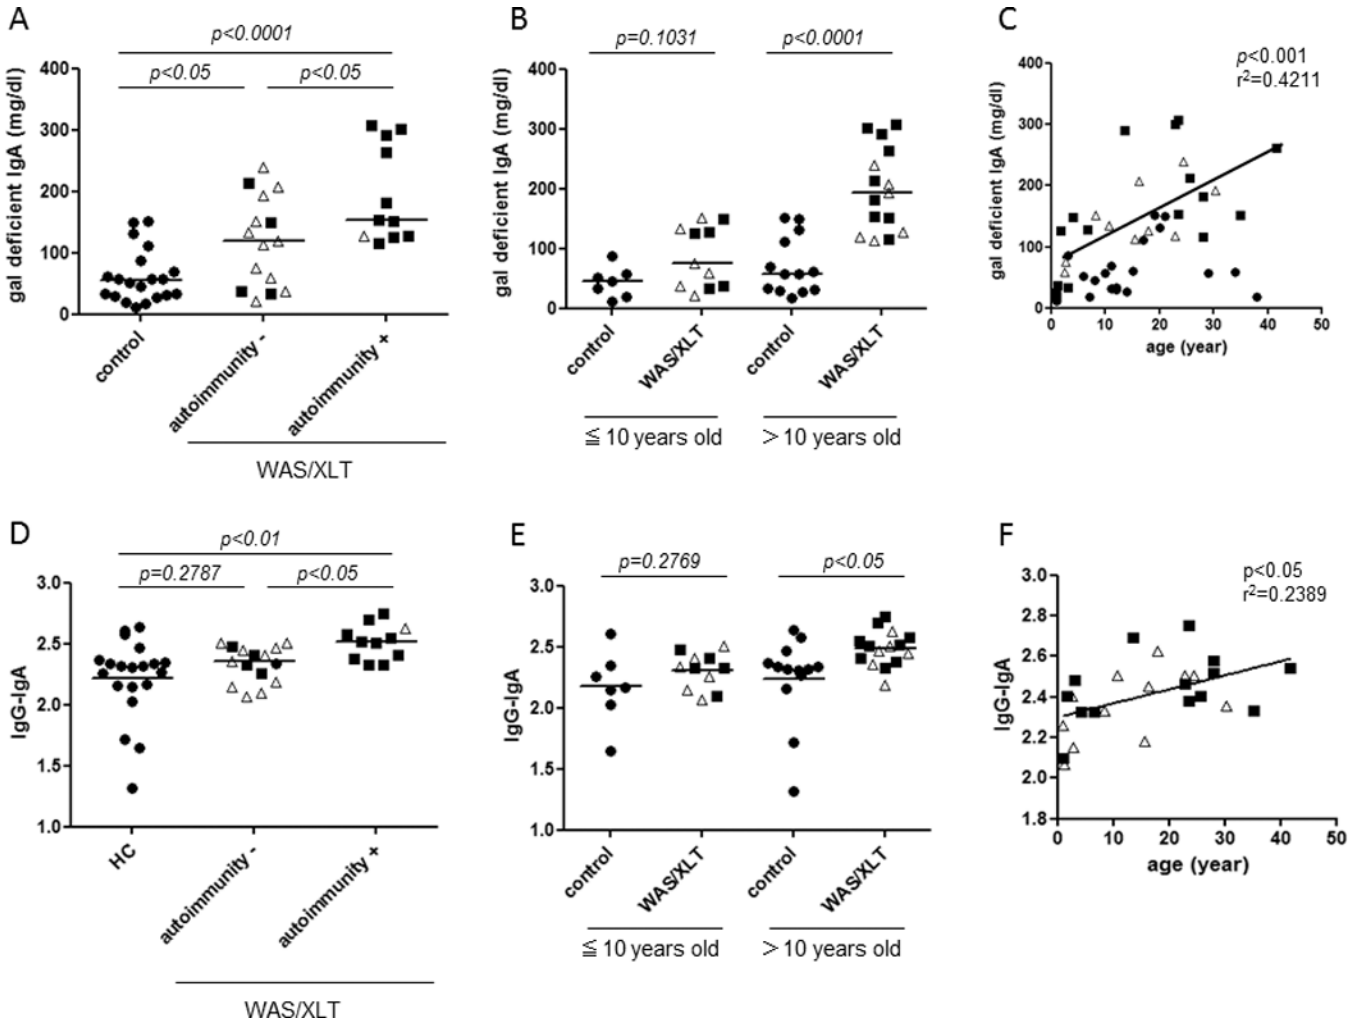 A
p<0.0001
p<0.05
p<0.05
gal deficient IgA (mg/dl)
400
300
200
100
0
control
autoimmunity -
autoimmunity +
WAS/XLT
B
p=0.1031
p<0.0001
gal deficient IgA (mg/dl)
400
300
200
100
0
control
WAS/XLT
control
WAS/XLT
≦ 10 years old
>10 years old
C
p<0.001
r²=0.4211
gal deficient IgA (mg/dl)
400
300
200
100
0
0 10 20 30 40 50
age (year)
D
p<0.01
p=0.2787
p<0.05
IgG-IgA
3.0
2.5
2.0
1.5
1.0
HC
autoimmunity -
autoimmunity +
WAS/XLT
E
p=0.2769
p<0.05
IgG-IgA
3.0
2.5
2.0
1.5
1.0
control
WAS/XLT
control
WAS/XLT
≦ 10 years old
>10 years old
F
p<0.05
r²=0.2389
IgG-IgA
3.0
2.8
2.6
2.4
2.2
2.0
1.8
0 10 20 30 40 50
age (year)